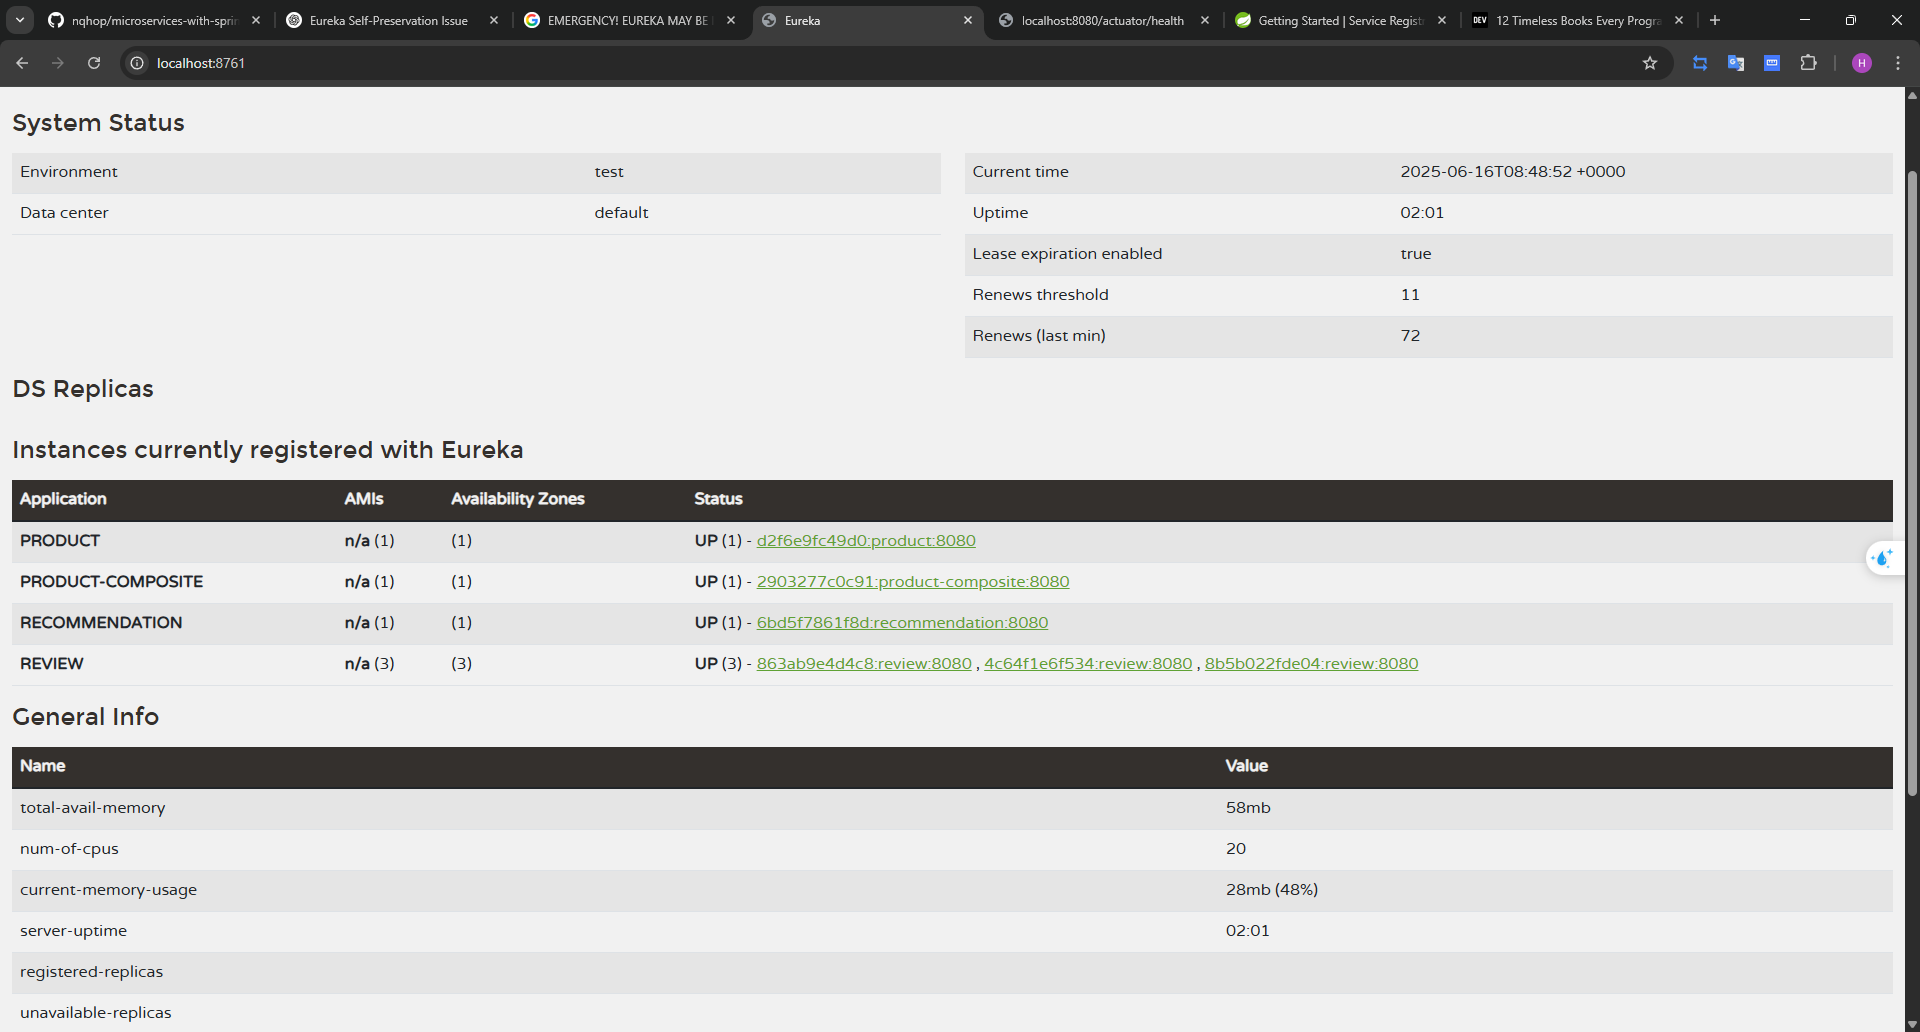 nqhop/microservices-with-sprin
Eureka Self-Preservation Issue
EMERGENCY! EUREKA MAY BE
Eureka
localhost:8080/actuator/health
Getting Started | Service Registr
DEV 12 Timeless Books Every Progra
localhost:8761
H
System Status
Environment test
Data center default
Current time 2025-06-16T08:48:52 +0000
Uptime 02:01
Lease expiration enabled true
Renews threshold 11
Renews (last min) 72
DS Replicas
Instances currently registered with Eureka
Application AMIs Availability Zones Status
PRODUCT n/a (1) (1) UP (1) - d2f6e9fc49d0:product:8080
PRODUCT-COMPOSITE n/a (1) (1) UP (1) - 2903277c0c91:product-composite:8080
RECOMMENDATION n/a (1) (1) UP (1) - 6bd5f7861f8d:recommendation:8080
REVIEW n/a (3) (3) UP (3) - 863ab9e4d4c8:review:8080 , 4c64f1e6f534:review:8080 , 8b5b022fde04:review:8080
General Info
Name Value
total-avail-memory 58mb
num-of-cpus 20
current-memory-usage 28mb (48%)
server-uptime 02:01
registered-replicas
unavailable-replicas